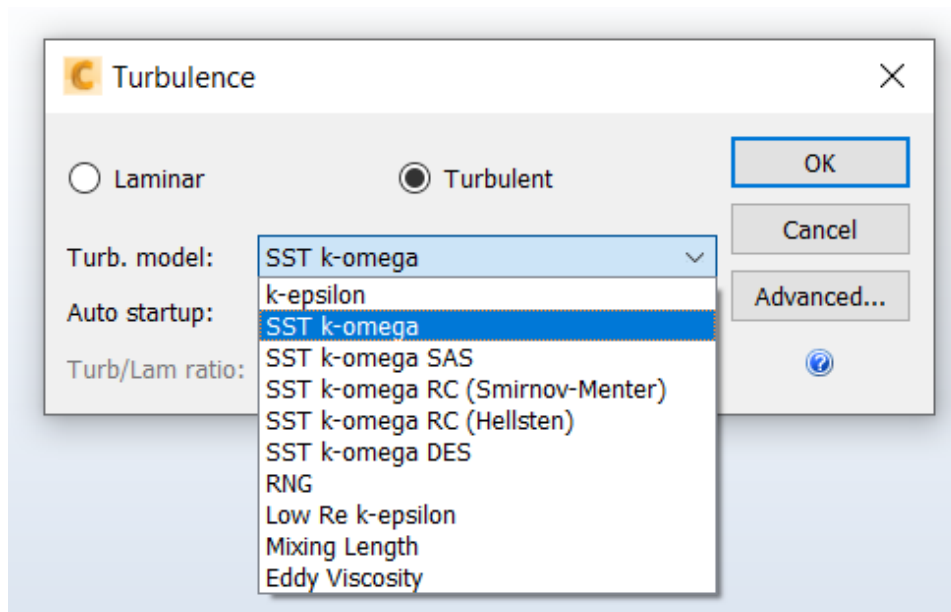 Turbulence
Laminar
Turbulent
OK
Turb. model:
SST k-omega
Cancel
Auto startup:
k-epsilon
Advanced...
SST k-omega
Turb/Lam ratio:
SST k-omega SAS
SST k-omega RC (Smirnov-Menter)
SST k-omega RC (Hellsten)
SST k-omega DES
RNG
Low Re k-epsilon
Mixing Length
Eddy Viscosity